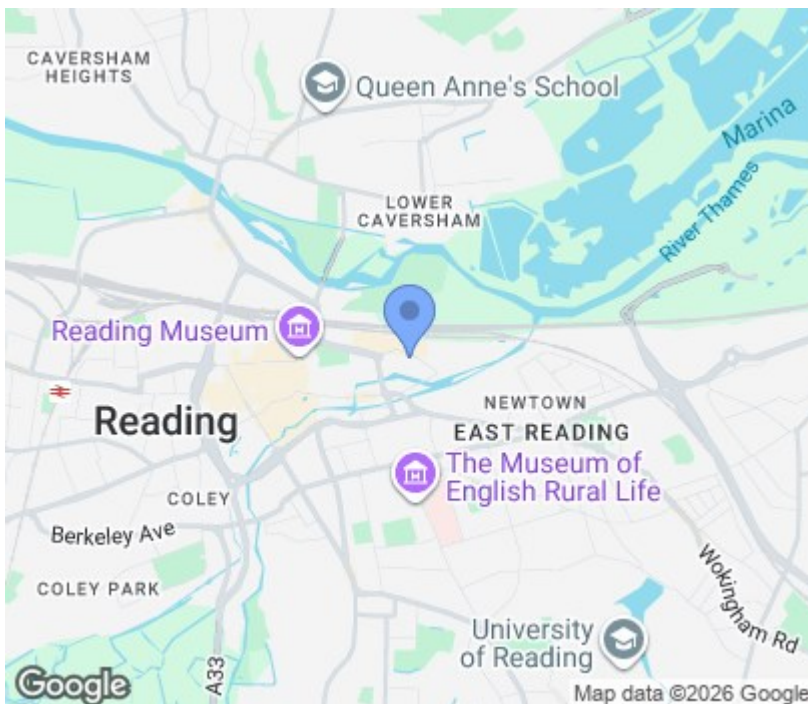 CAVERSHAM
HEIGHTS
Queen Anne's School
Marina
LOWER
CAVERSHAM
River Thames
Reading Museum
Reading
NEWTOWN
EAST READING
The Museum of
English Rural Life
COLEY
Berkeley Ave
COLEY PARK
Wokingham Rd
University
of Reading
A33
Google
Map data ©2026 Google